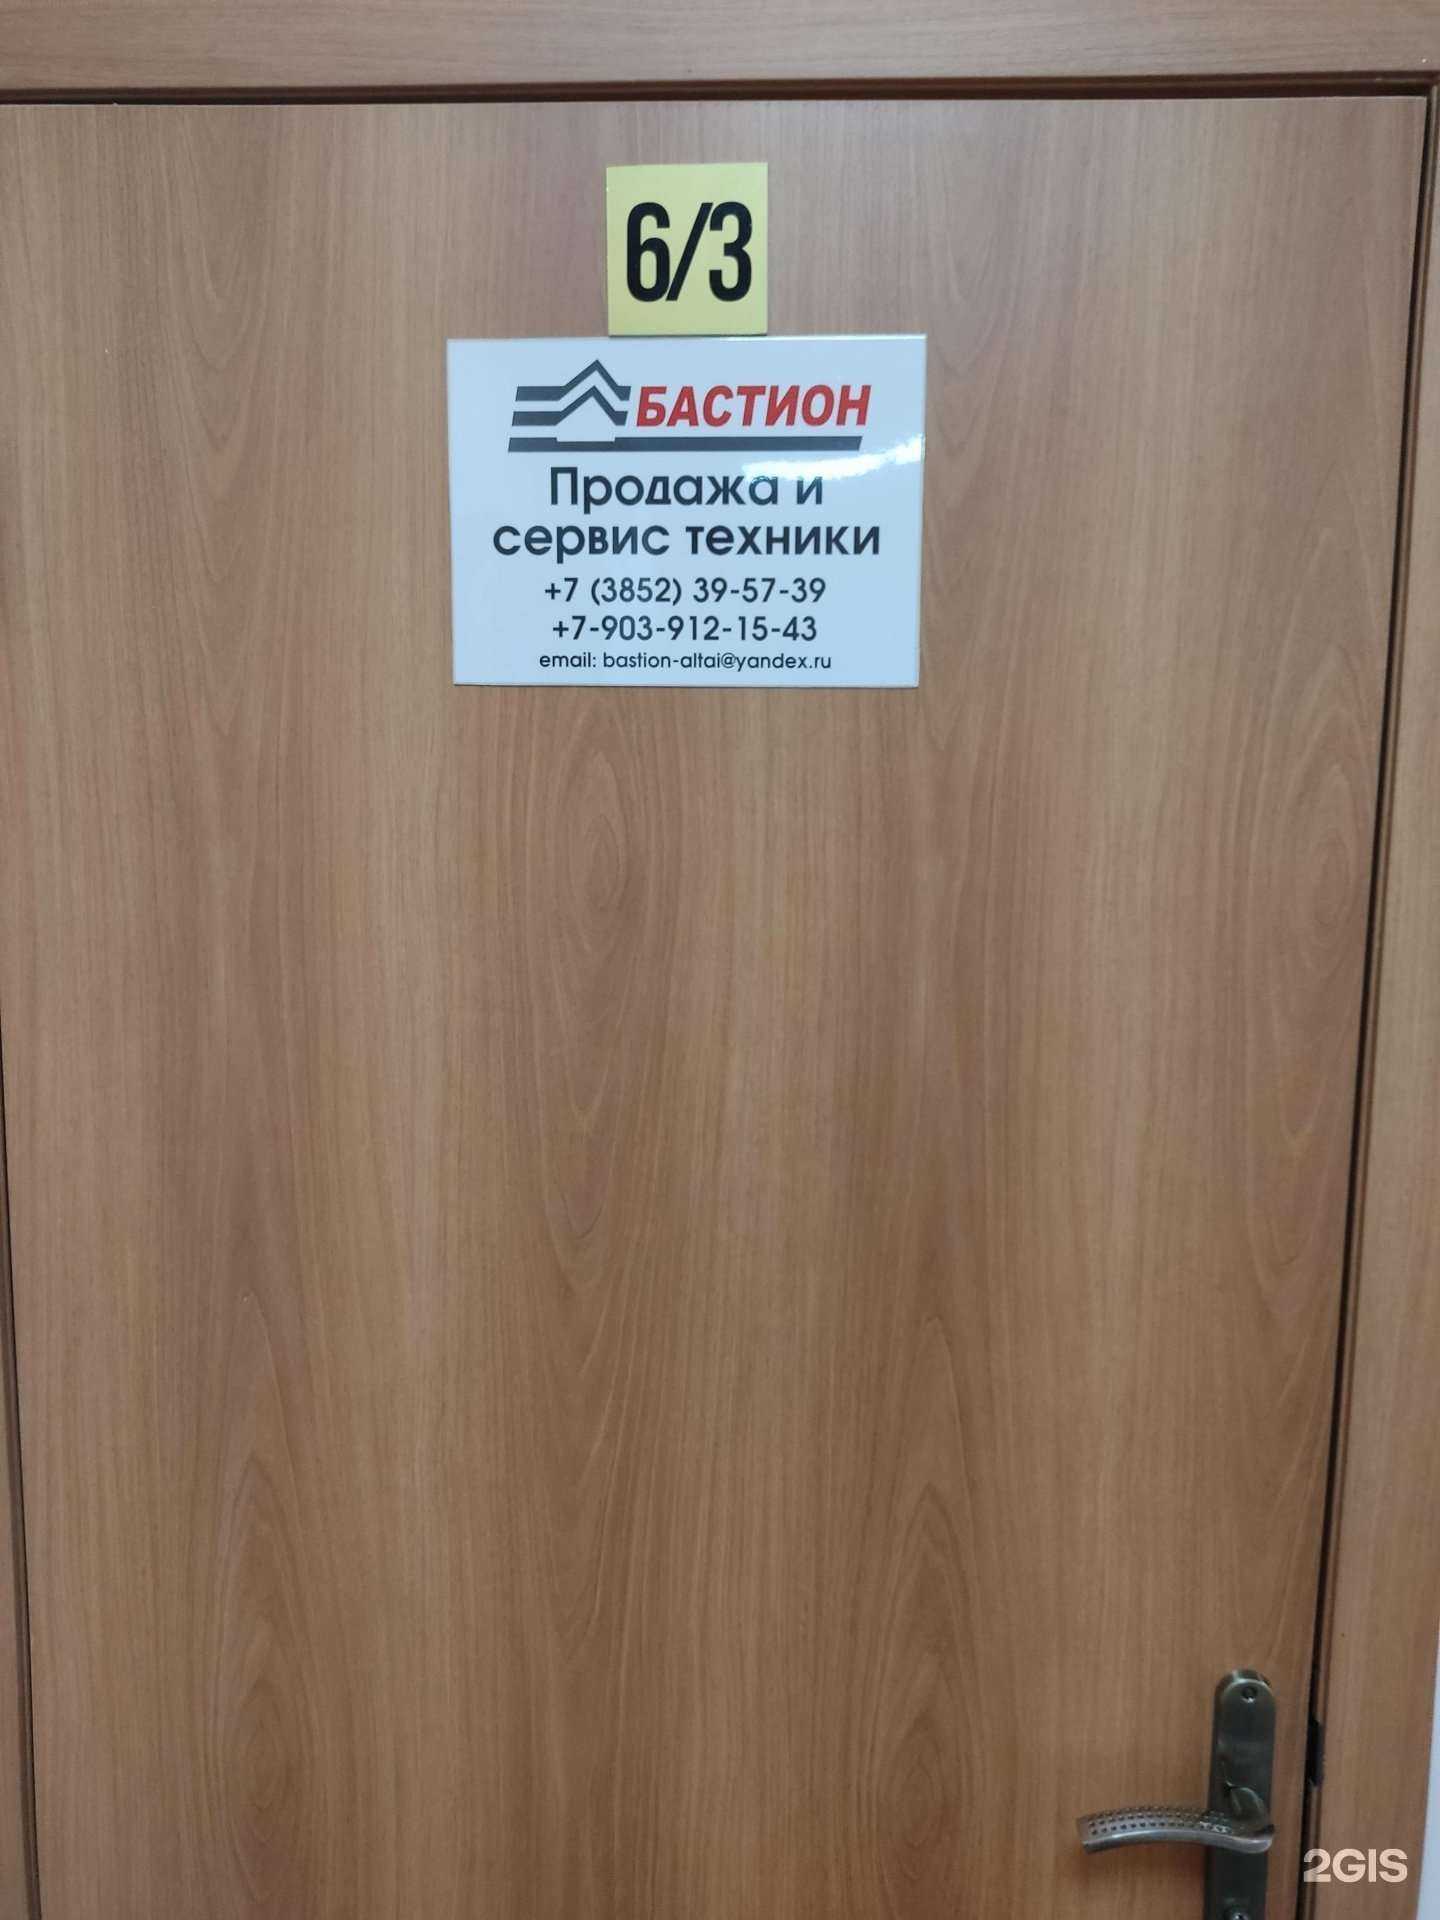 6/3
БАСТИОН
Продажа и
сервис техники
+7 (3852) 39-57-39
+7-903-912-15-43
email: bastion-altai@yandex.ru
2GIS